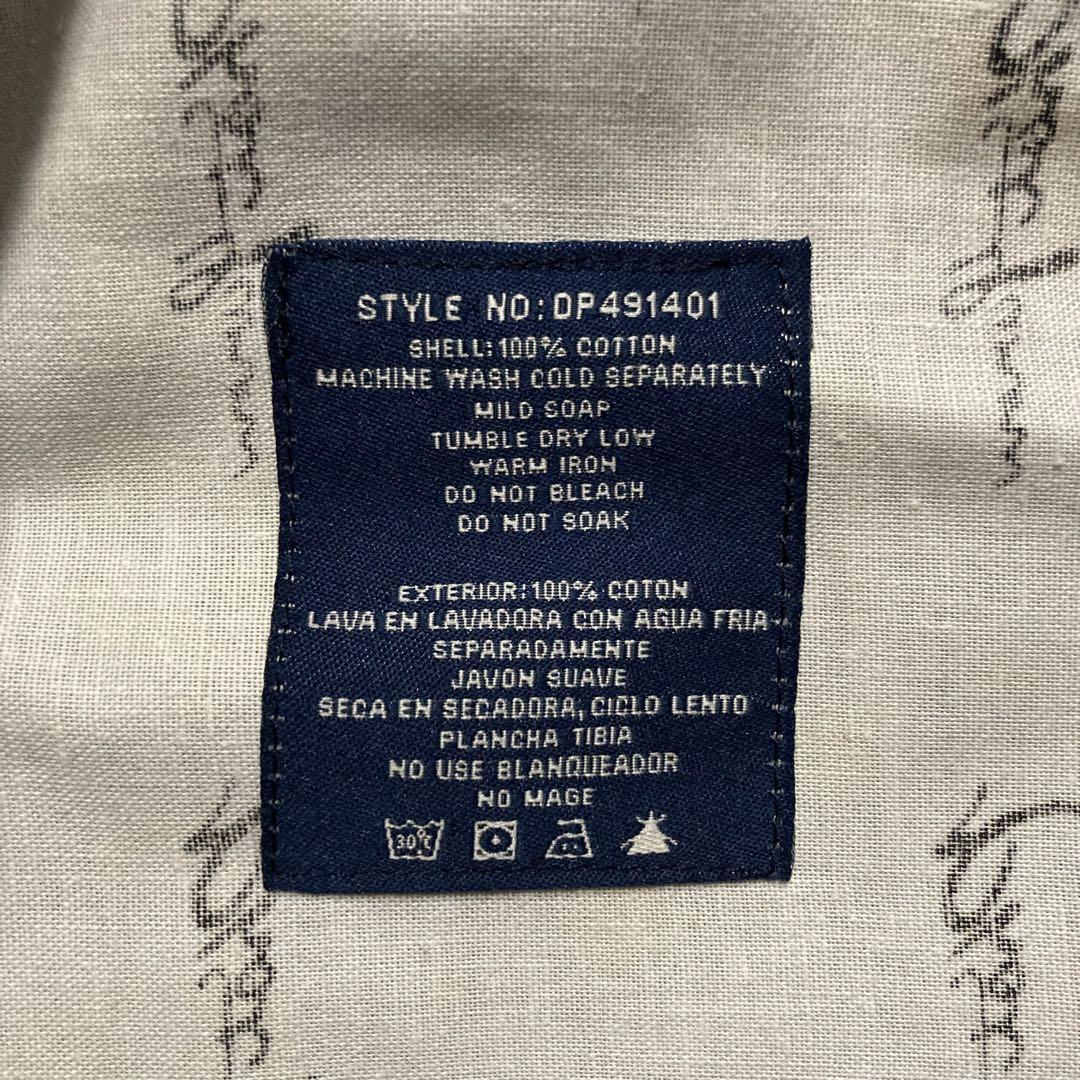 STYLE NO:OP491401
SHELL:100% COTTON
MACHINE WASH COLD SEPARATELY
MILD SOAP
TUMBLE DRY LOW
WARM IRON
DO NOT BLEACH
DO NOT SOAK
EXTERIOR:100% COTON
LAVA EN LAVADORA CON AGUA FRIA
SEPARADAMENTE
JAVON SUAVE
SECA EN SECADORA, CICLO LENTO
PLANCHA TIBIA
NO USE BLANQUEADOR
NO MAGE
30°C